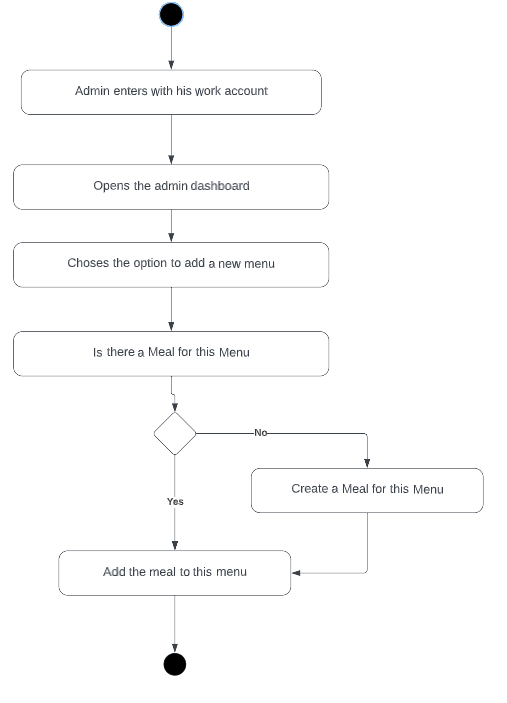 Admin enters with his work account
Opens the admin dashboard
Choses the option to add a new menu
Is there a Meal for this Menu
No
Create a Meal for this Menu
Yes
Add the meal to this menu